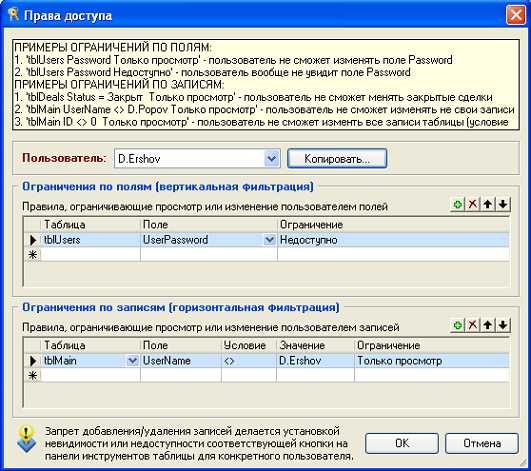 Права доступа
ПРИМЕРЫ ОГРАНИЧЕНИЙ ПО ПОЛЯМ:
1. 'tblUsers Password Только просмотр' - пользователь не сможет изменять поле Password
2. 'tblUsers Password Недоступно' - пользователь вообще не увидит поле Password
ПРИМЕРЫ ОГРАНИЧЕНИЙ ПО ЗАПИСЯМ:
1. 'tblDeals Status = Закрыт Только просмотр' - пользователь не сможет менять закрытые сделки
2. 'tblMain UserName <> D.Popov Только просмотр' - пользователь не сможет изменять не свои записи
3. 'tblMain ID <> 0 Только просмотр' - пользователь не сможет изменть все записи таблицы (условие
Пользователь: D.Ershov Копировать...
Ограничения по полям (вертикальная фильтрация)
Правила, ограничивающие просмотр или изменение пользователем полей
Таблица Поле Ограничение
tblUsers UserPassword Недоступно
Ограничения по записям (горизонтальная фильтрация)
Правила, ограничивающие просмотр или изменение пользователем записей
Таблица Поле Условие Значение Ограничение
tblMain UserName <> D.Ershov Только просмотр
Запрет добавления/удаления записей делается установкой
невидимости или недоступности соответствующей кнопки на
панели инструментов таблицы для конкретного пользователя.
OK Отмена